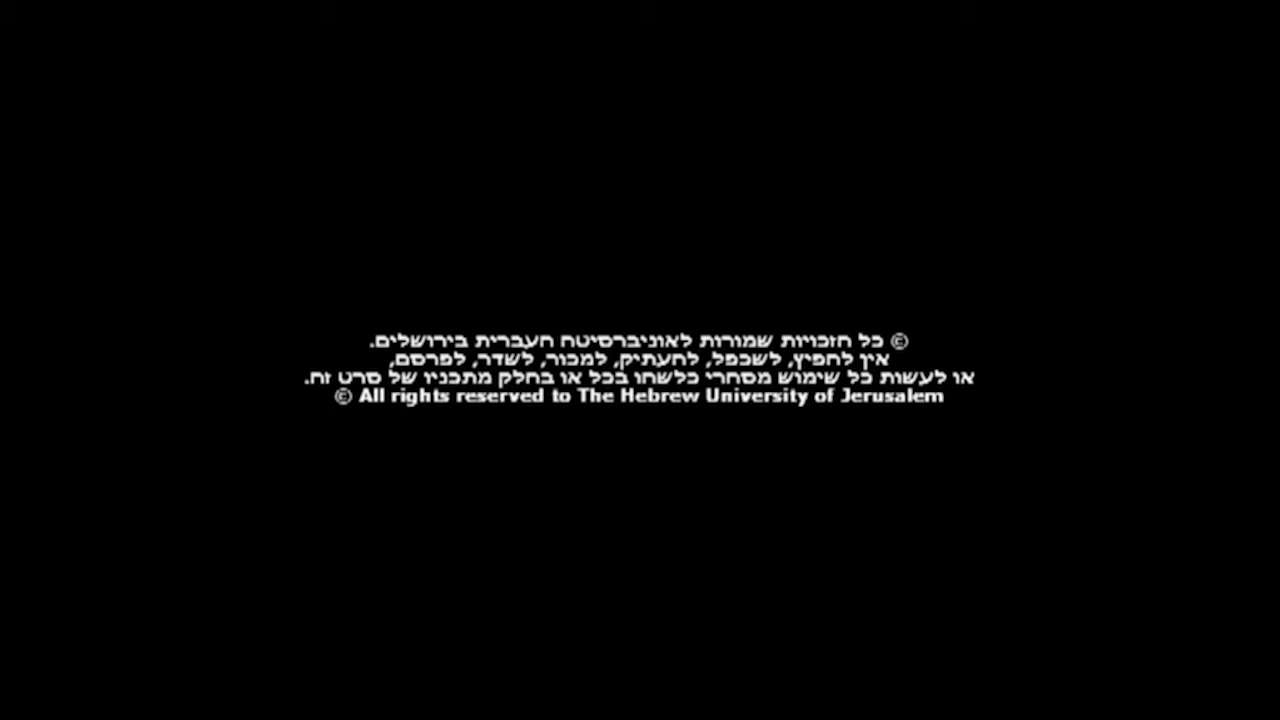 © כל הזכויות שמורות לאוניברסיטה העברית בירושלים.
אין להפיץ, לשכפל, להעתיק, למכור, לשדר, לפרסם,
או לעשות כל שימוש מסחרי כלשהו בכל או בחלק מתכניו של סרט זה.
© All rights reserved to The Hebrew University of Jerusalem